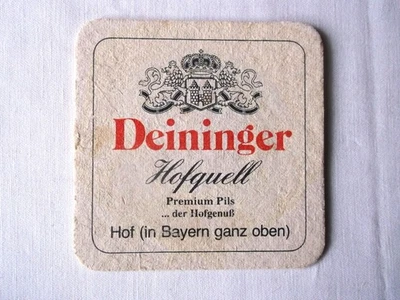 Deininger
Hofquell
Premium Pils
... der Hofgenuß
Hof (in Bayern ganz oben)